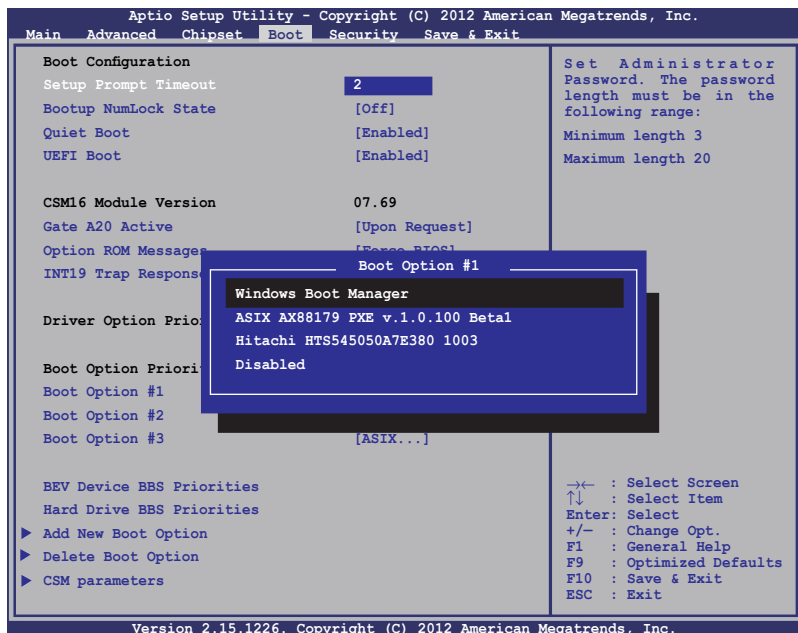 Aptio Setup Utility - Copyright (C) 2012 American Megatrends, Inc.
Main Advanced Chipset Boot Security Save & Exit
Boot Configuration
Setup Prompt Timeout 2
Bootup NumLock State [Off]
Quiet Boot [Enabled]
UEFI Boot [Enabled]
CSM16 Module Version 07.69
Gate A20 Active [Upon Request]
Option ROM Messages [Force BIOS]
INT19 Trap Respons
Driver Option Prio
Boot Option Priori
Boot Option #1
Boot Option #2
Boot Option #3 [ASIX...]
BEV Device BBS Priorities
Hard Drive BBS Priorities
Add New Boot Option
Delete Boot Option
CSM parameters
Boot Option #1
Windows Boot Manager
ASIX AX88179 PXE v.1.0.100 Beta1
Hitachi HTS545050A7E380 1003
Disabled
Set Administrator
Password. The password
length must be in the
following range:
Minimum length 3
Maximum length 20
→← : Select Screen
↑↓ : Select Item
Enter: Select
+/— : Change Opt.
F1 : General Help
F9 : Optimized Defaults
F10 : Save & Exit
ESC : Exit
Version 2.15.1226. Copyright (C) 2012 American Megatrends, Inc.